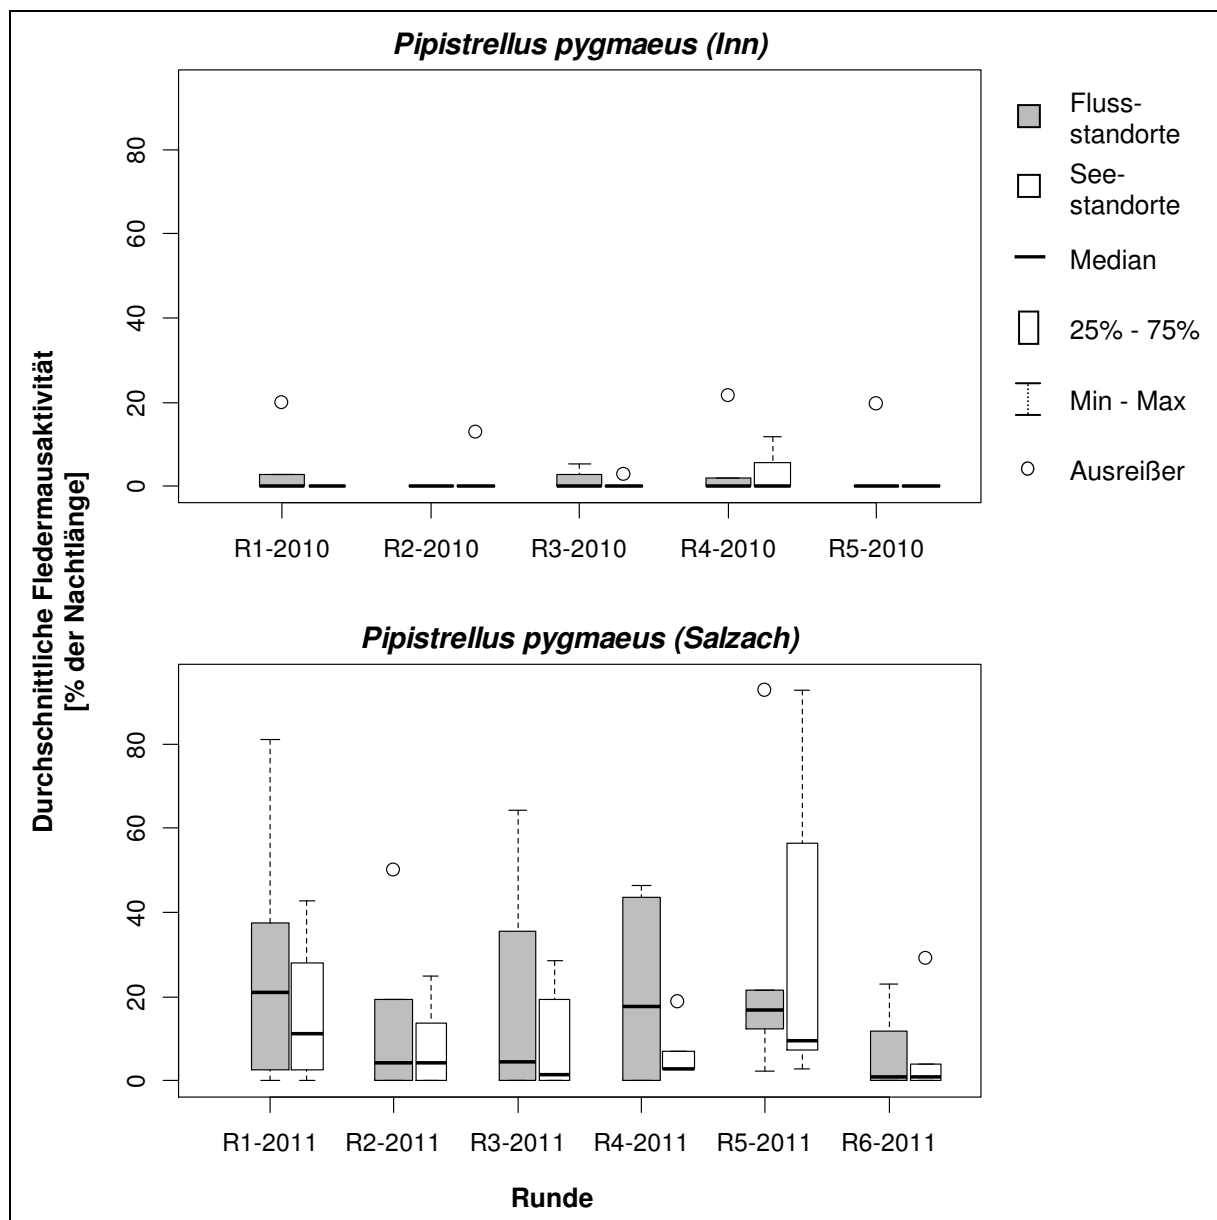 Pipistrellus pygmaeus (Inn)
Fluss-
standorte
See-
standorte
Median
25% - 75%
Min - Max
Ausreißer
Durchschnittliche Fledermausaktivität
[% der Nachtlänge]
80
60
40
20
0
R1-2010 R2-2010 R3-2010 R4-2010 R5-2010
Pipistrellus pygmaeus (Salzach)
80
60
40
20
0
R1-2011 R2-2011 R3-2011 R4-2011 R5-2011 R6-2011
Runde